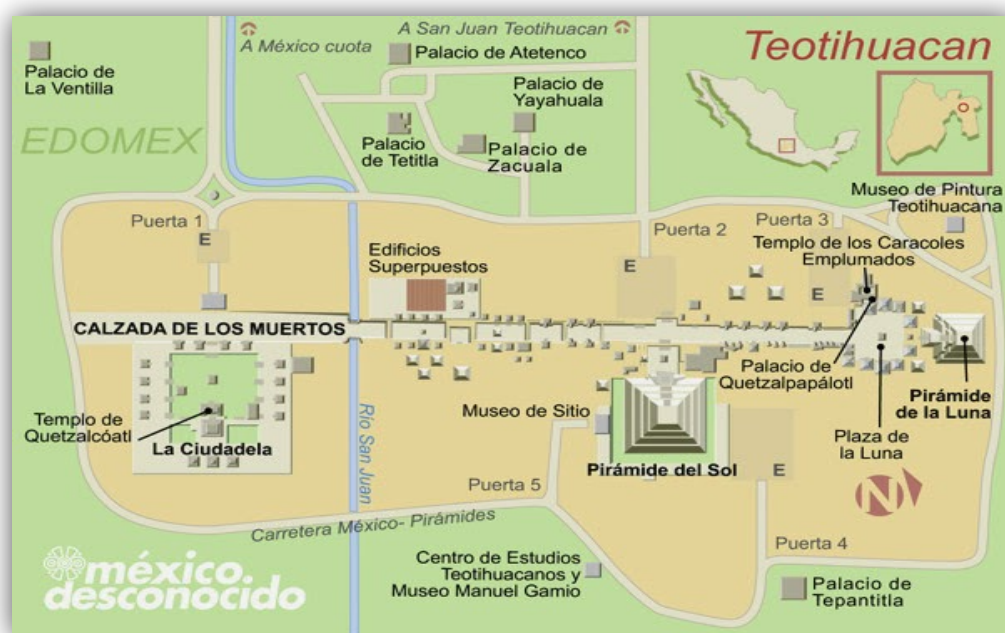 Teotihuacan
A México cuota
A San Juan Teotihuacan
Palacio de Atetenco
Palacio de
La Ventilla
Palacio de
Yayahuala
EDOMEX
Palacio
de Tetitla
Palacio de
Zacuala
Museo de Pintura
Teotihuacana
Puerta 1
Puerta 2
Puerta 3
E
Edificios
Superpuestos
Templo de los Caracoles
Emplumados
E
E
CALZADA DE LOS MUERTOS
Palacio de
Quetzalpapálotl
Pirámide
de la Luna
Templo de
Quetzalcóatl
La Ciudadela
Río San Juan
Museo de Sitio
Plaza de
la Luna
Pirámide del Sol
E
N
Puerta 5
Carretera México- Pirámides
Puerta 4
Centro de Estudios
Teotihuacanos y
Museo Manuel Gamio
Palacio de
Tepantitla
méxico
desconocido